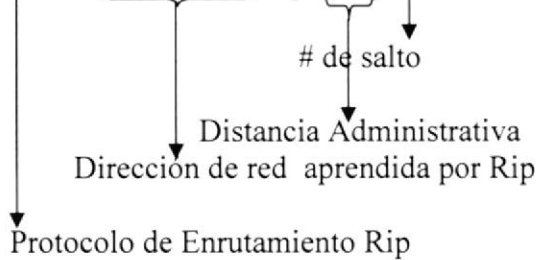 # de salto
Distancia Administrativa
Dirección de red aprendida por Rip
Protocolo de Enrutamiento Rip